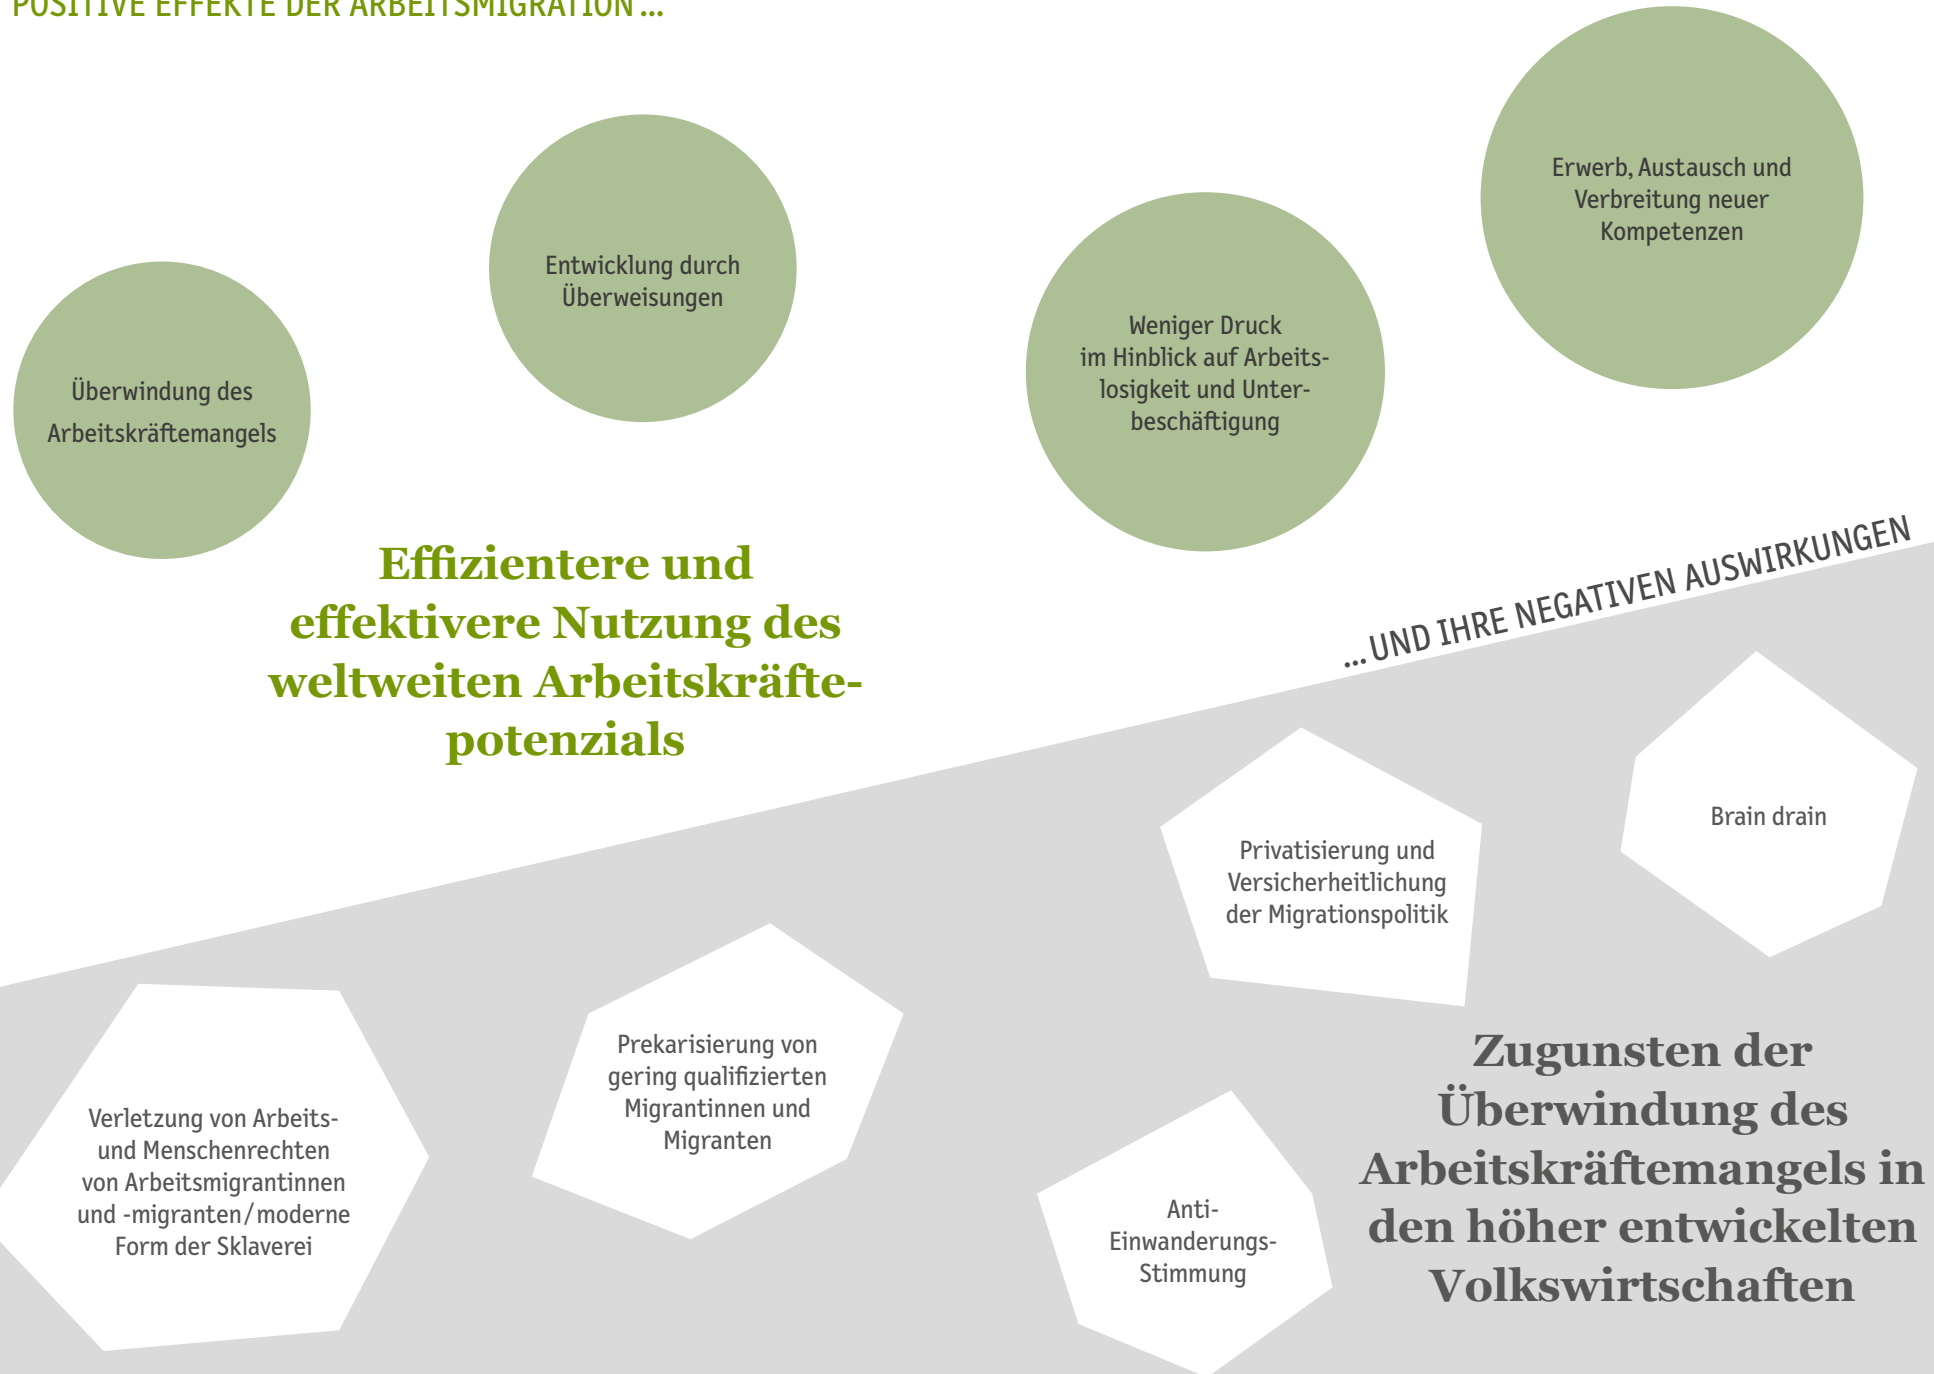 POSITIVE EFFEKTE DER ARBEITSMIGRATION ...
Erwerb, Austausch und
Verbreitung neuer
Kompetenzen
Entwicklung durch
Überweisungen
Weniger Druck
im Hinblick auf Arbeits-
losigkeit und Unter-
beschäftigung
Überwindung des
Arbeitskräftemangels
Effizientere und
effektivere Nutzung des
weltweiten Arbeitskräfte-
potenzials
... UND IHRE NEGATIVEN AUSWIRKUNGEN
Brain drain
Privatisierung und
Versicherheitlichung
der Migrationspolitik
Prekarisierung von
gering qualifizierten
Migrantinnen und
Migranten
Verletzung von Arbeits-
und Menschenrechten
von Arbeitsmigrantinnen
und -migranten/moderne
Form der Sklaverei
Anti-
Einwanderungs-
Stimmung
Zugunsten der
Überwindung des
Arbeitskräftemangels in
den höher entwickelten
Volkswirtschaften